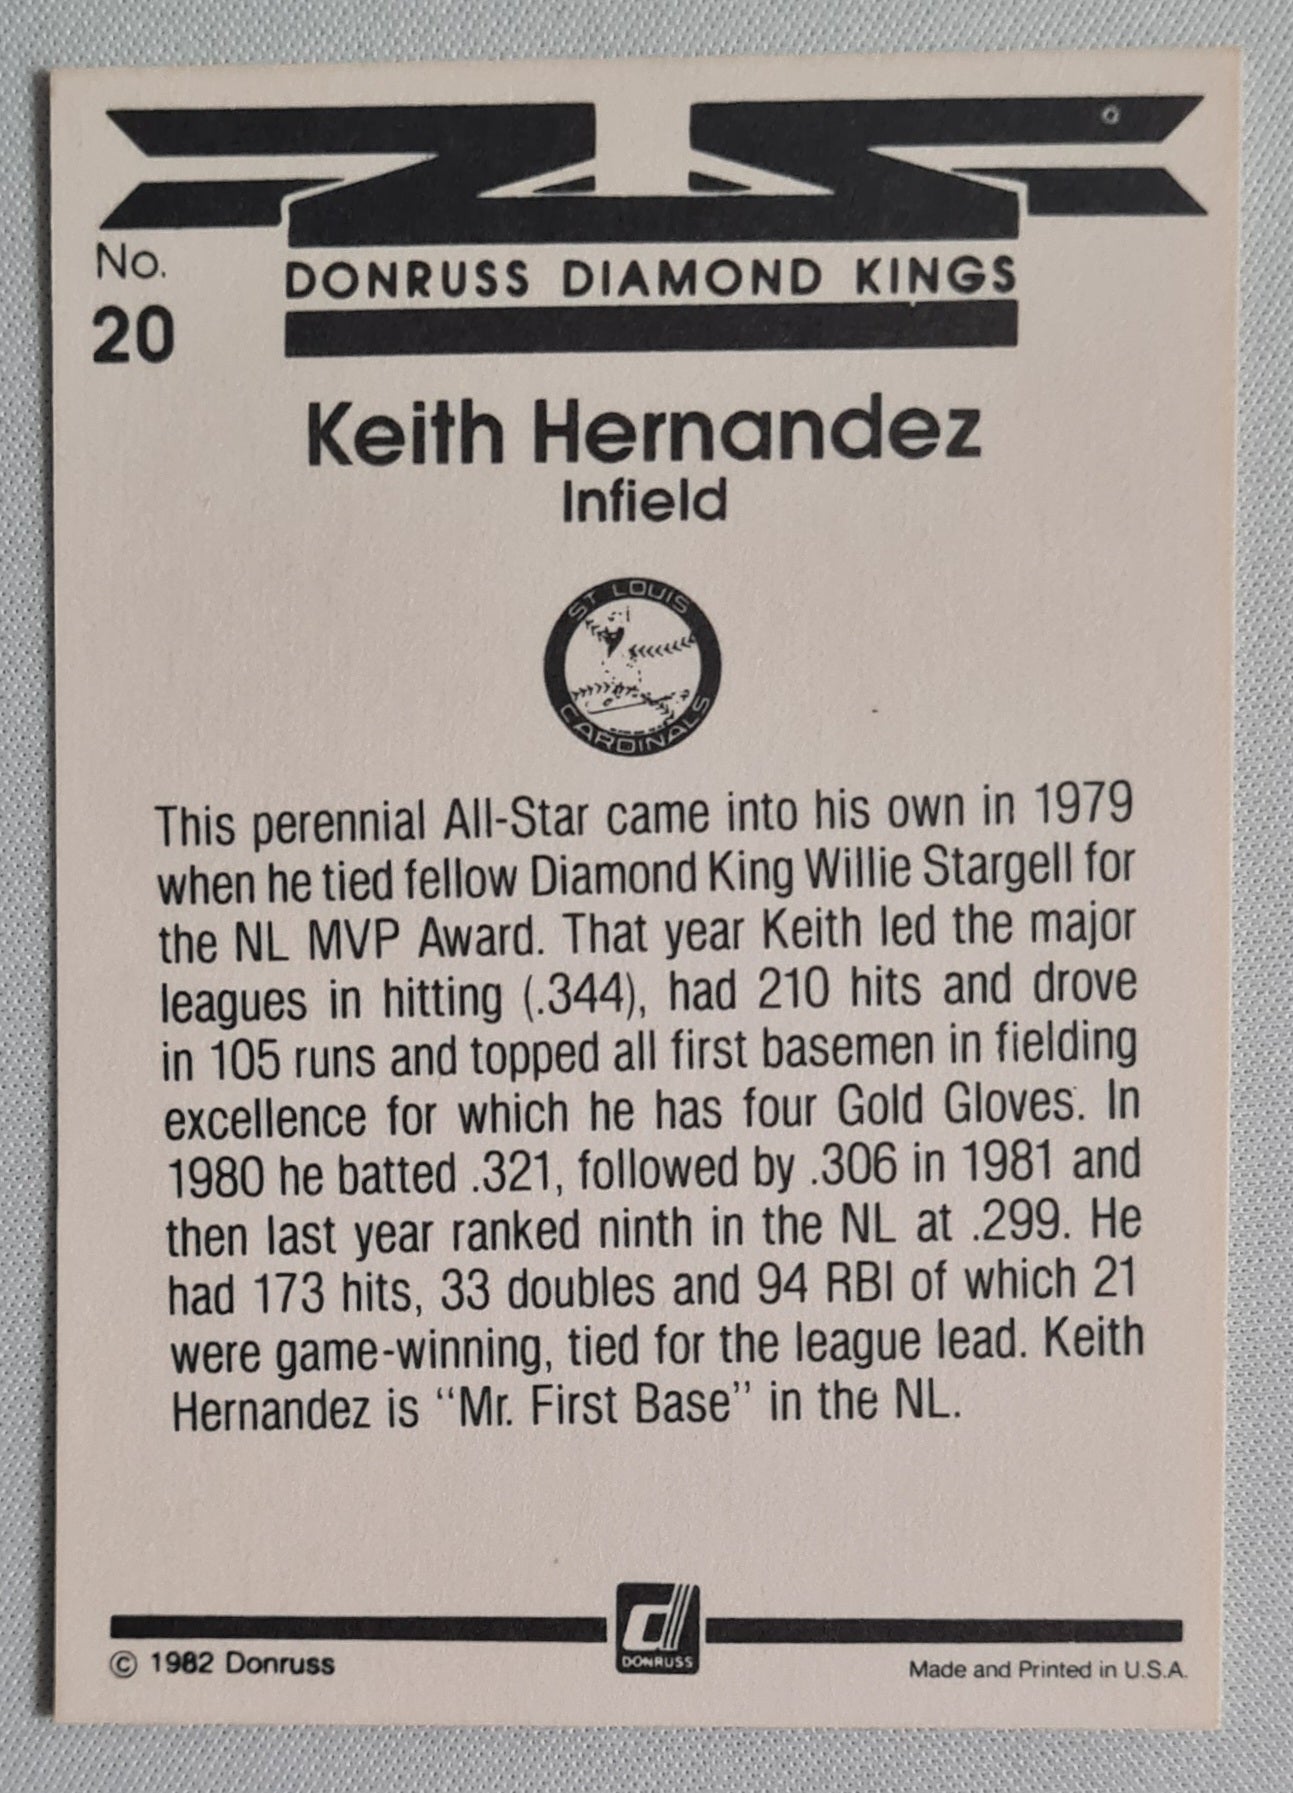 No.
20
DONRUSS DIAMOND KINGS
Keith Hernandez
Infield
ST LOUIS
CARDINALS
This perennial All-Star came into his own in 1979
when he tied fellow Diamond King Willie Stargell for
the NL MVP Award. That year Keith led the major
leagues in hitting (.344), had 210 hits and drove
in 105 runs and topped all first basemen in fielding
excellence for which he has four Gold Gloves. In
1980 he batted .321, followed by .306 in 1981 and
then last year ranked ninth in the NL at .299. He
had 173 hits, 33 doubles and 94 RBI of which 21
were game-winning, tied for the league lead. Keith
Hernandez is "Mr. First Base" in the NL.
d
DONRUSS
© 1982 Donruss
Made and Printed in U.S.A.